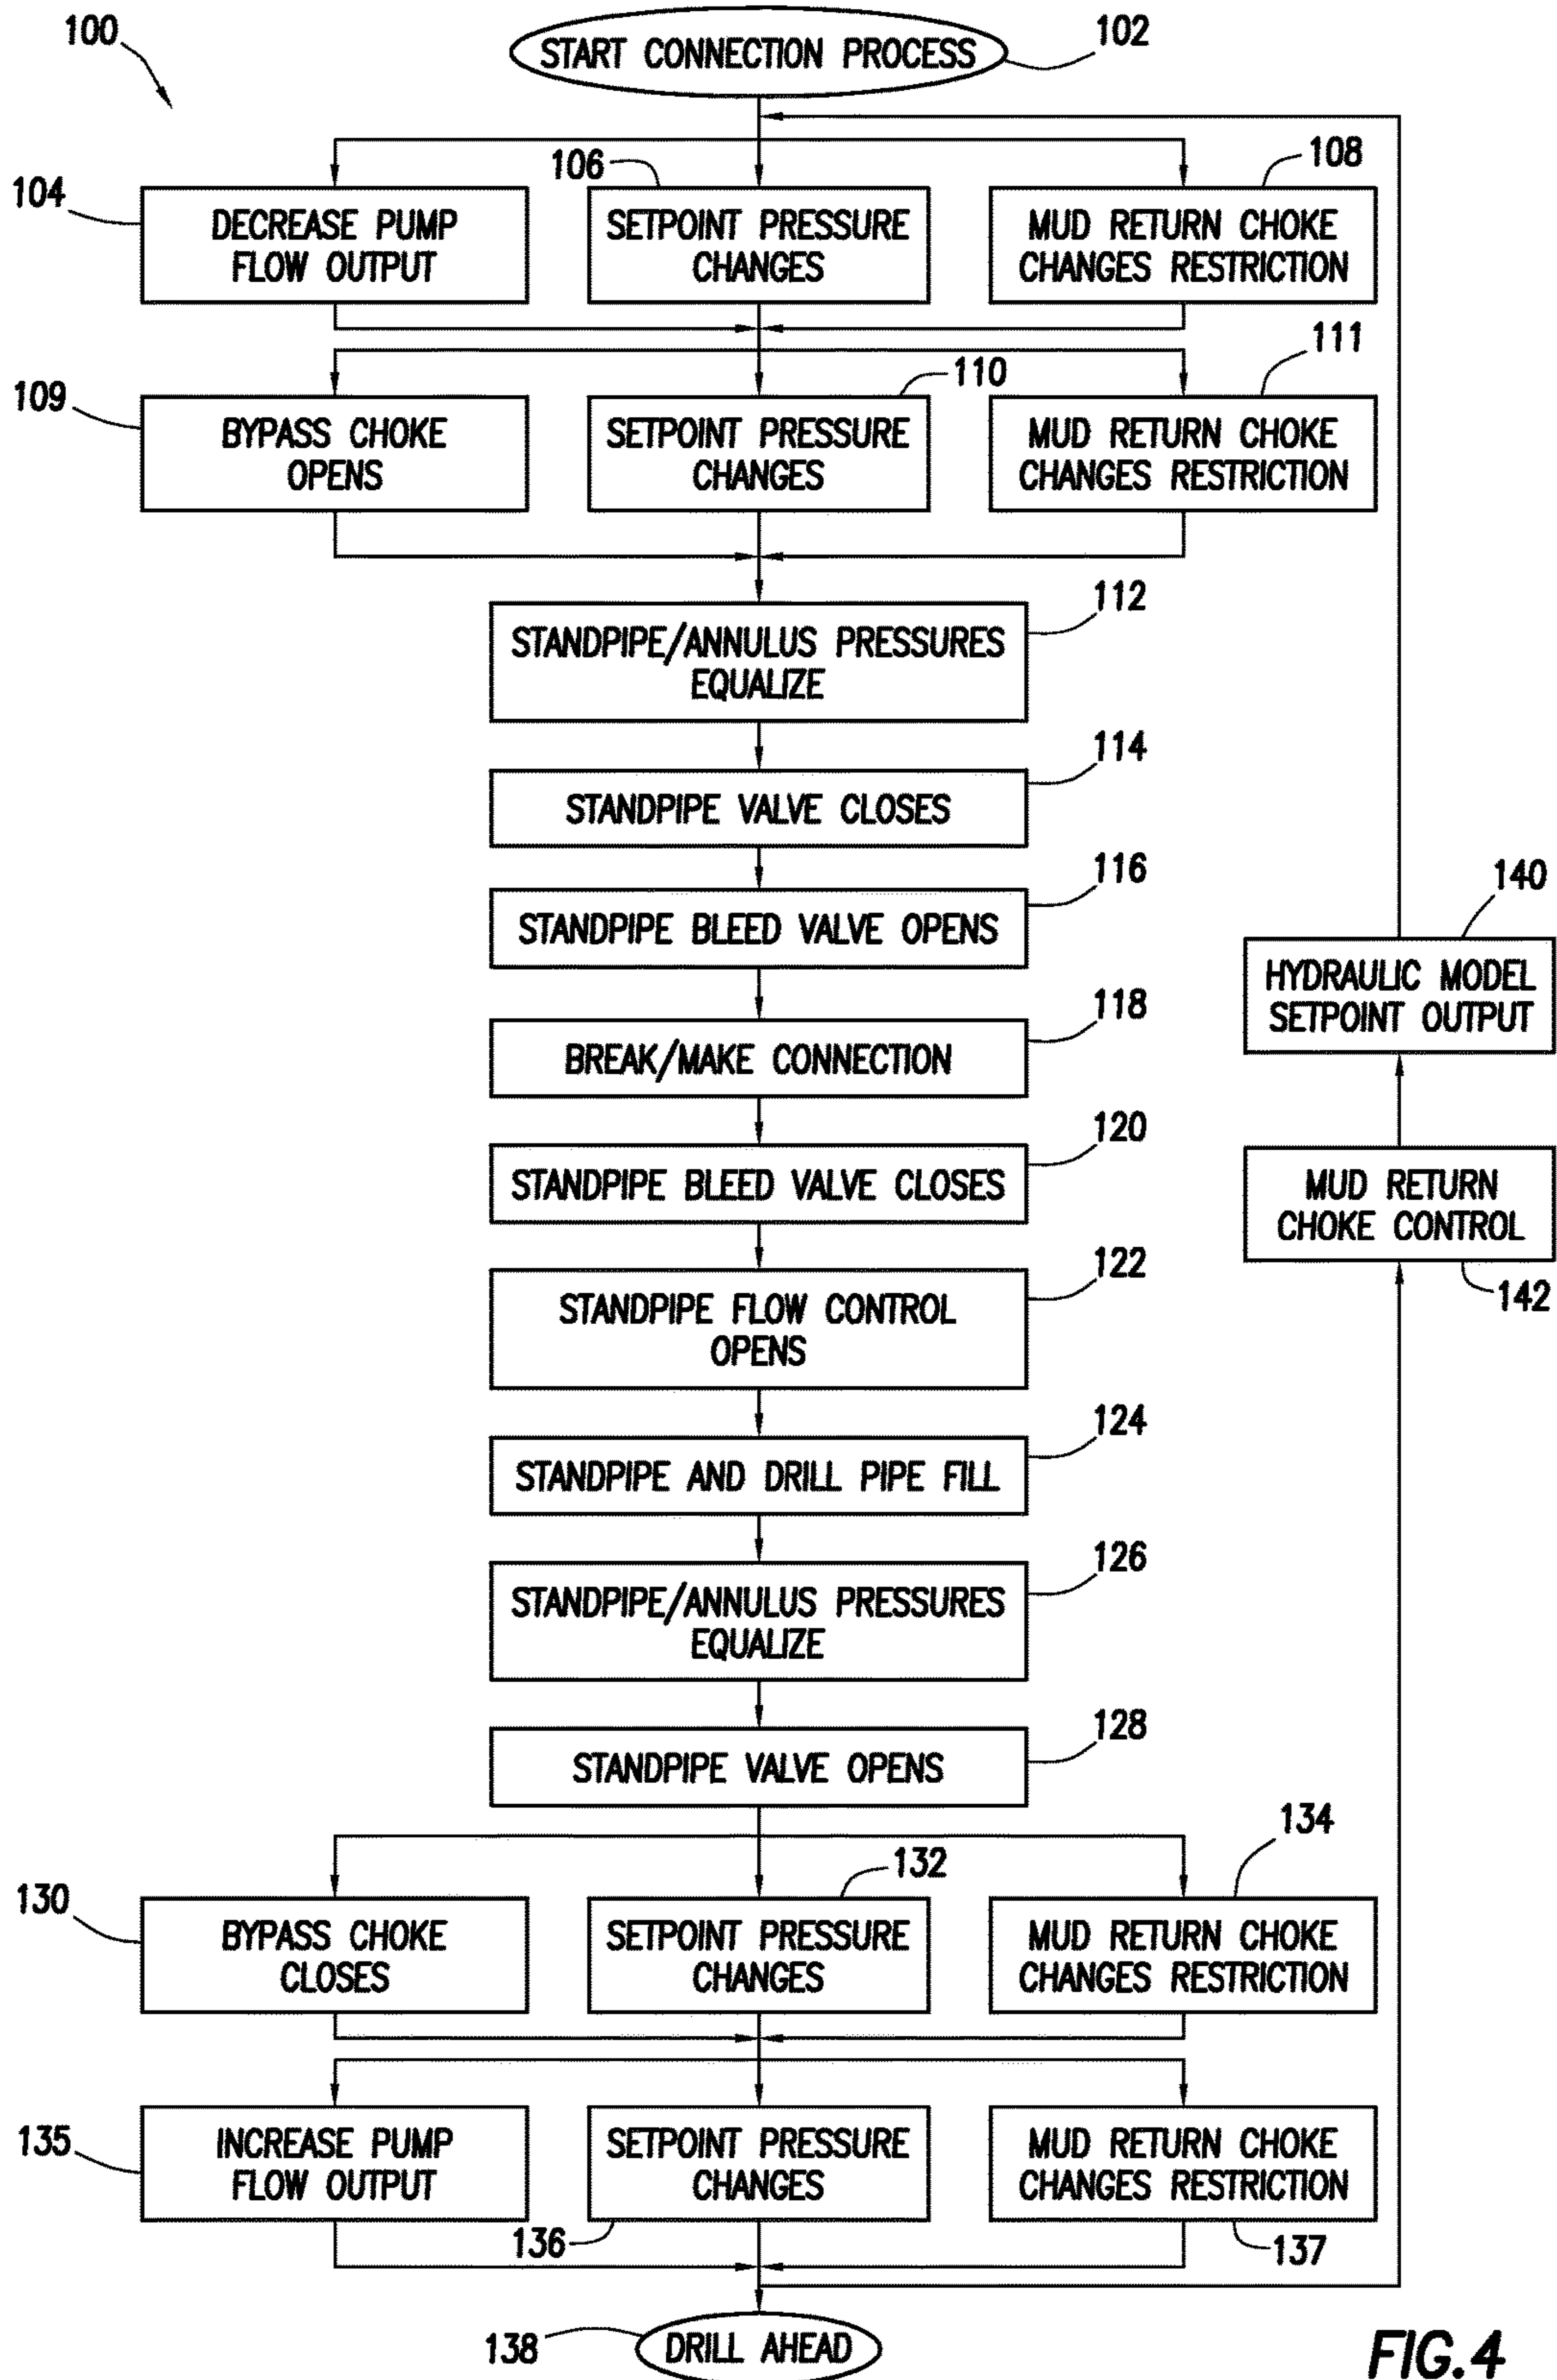 100
START CONNECTION PROCESS
102
104
106
108
DECREASE PUMP
FLOW OUTPUT
SETPOINT PRESSURE
CHANGES
MUD RETURN CHOKE
CHANGES RESTRICTION
109
110
111
BYPASS CHOKE
OPENS
SETPOINT PRESSURE
CHANGES
MUD RETURN CHOKE
CHANGES RESTRICTION
112
STANDPIPE/ANNULUS PRESSURES
EQUALIZE
114
STANDPIPE VALVE CLOSES
116
STANDPIPE BLEED VALVE OPENS
118
BREAK/MAKE CONNECTION
120
STANDPIPE BLEED VALVE CLOSES
122
STANDPIPE FLOW CONTROL
OPENS
124
STANDPIPE AND DRILL PIPE FILL
126
STANDPIPE/ANNULUS PRESSURES
EQUALIZE
128
STANDPIPE VALVE OPENS
130
132
134
BYPASS CHOKE
CLOSES
SETPOINT PRESSURE
CHANGES
MUD RETURN CHOKE
CHANGES RESTRICTION
135
INCREASE PUMP
FLOW OUTPUT
SETPOINT PRESSURE
CHANGES
MUD RETURN CHOKE
CHANGES RESTRICTION
136
137
138
DRILL AHEAD
140
HYDRAULIC MODEL
SETPOINT OUTPUT
MUD RETURN
CHOKE CONTROL
142
FIG.4